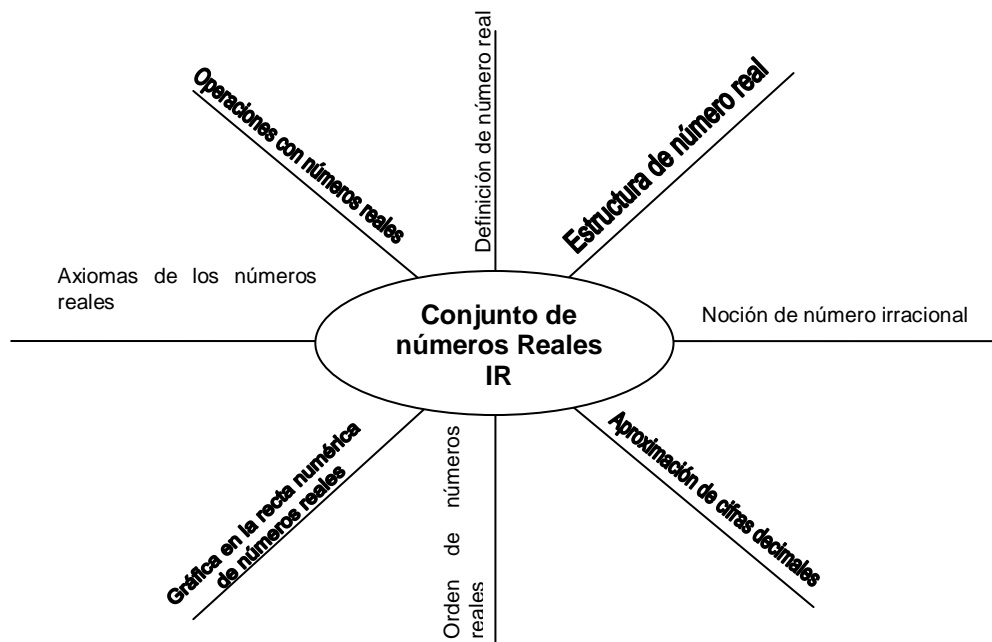 Operaciones con números reales
Definición de número real
Estructura de número real
Axiomas de los números
reales
Conjunto de
números Reales
IR
Noción de número irracional
Gráfica en la recta numérica
de números reales
Orden de números
reales
Aproximación de cifras decimales